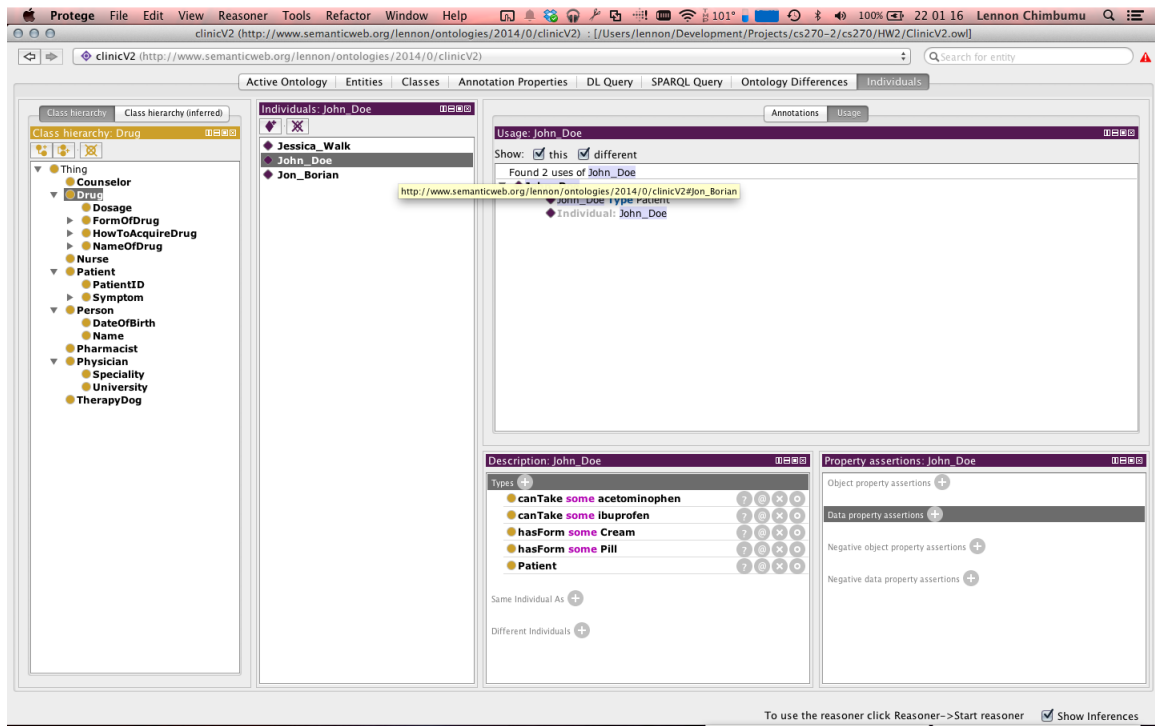 Protege File Edit View Reasoner Tools Refactor Window Help 101° 100% 22 01 16 Lennon Chimbumu
clinicV2 (http://www.semanticweb.org/lennon/ontologies/2014/0/clinicV2) : [/Users/lennon/Development/Projects/cs270-2/cs270/HW2/ClinicV2.owl]
clinicV2 (http://www.semanticweb.org/lennon/ontologies/2014/0/clinicV2) Search for entity
Active Ontology Entities Classes Annotation Properties DL Query SPARQL Query Ontology Differences Individuals
Class hierarchy Class hierarchy (inferred)
Class hierarchy: Drug
Thing
Counselor
Drug
Dosage
FormOfDrug
HowToAcquireDrug
NameOfDrug
Nurse
Patient
PatientID
Symptom
Person
DateOfBirth
Name
Pharmacist
Physician
Speciality
University
TherapyDog
Individuals: John_Doe
Jessica_Walk
John_Doe
Jon_Borian
http://www.semanticweb.org/lennon/ontologies/2014/0/clinicV2#Jon_Borian
Annotations Usage
Usage: John_Doe
Show: this different
Found 2 uses of John_Doe
John_Doe Type Patient
Individual: John_Doe
Description: John_Doe
Types
canTake some acetominophen
canTake some ibuprofen
hasForm some Cream
hasForm some Pill
Patient
Same Individual As
Different Individuals
Property assertions: John_Doe
Object property assertions
Data property assertions
Negative object property assertions
Negative data property assertions
To use the reasoner click Reasoner->Start reasoner Show Inferences